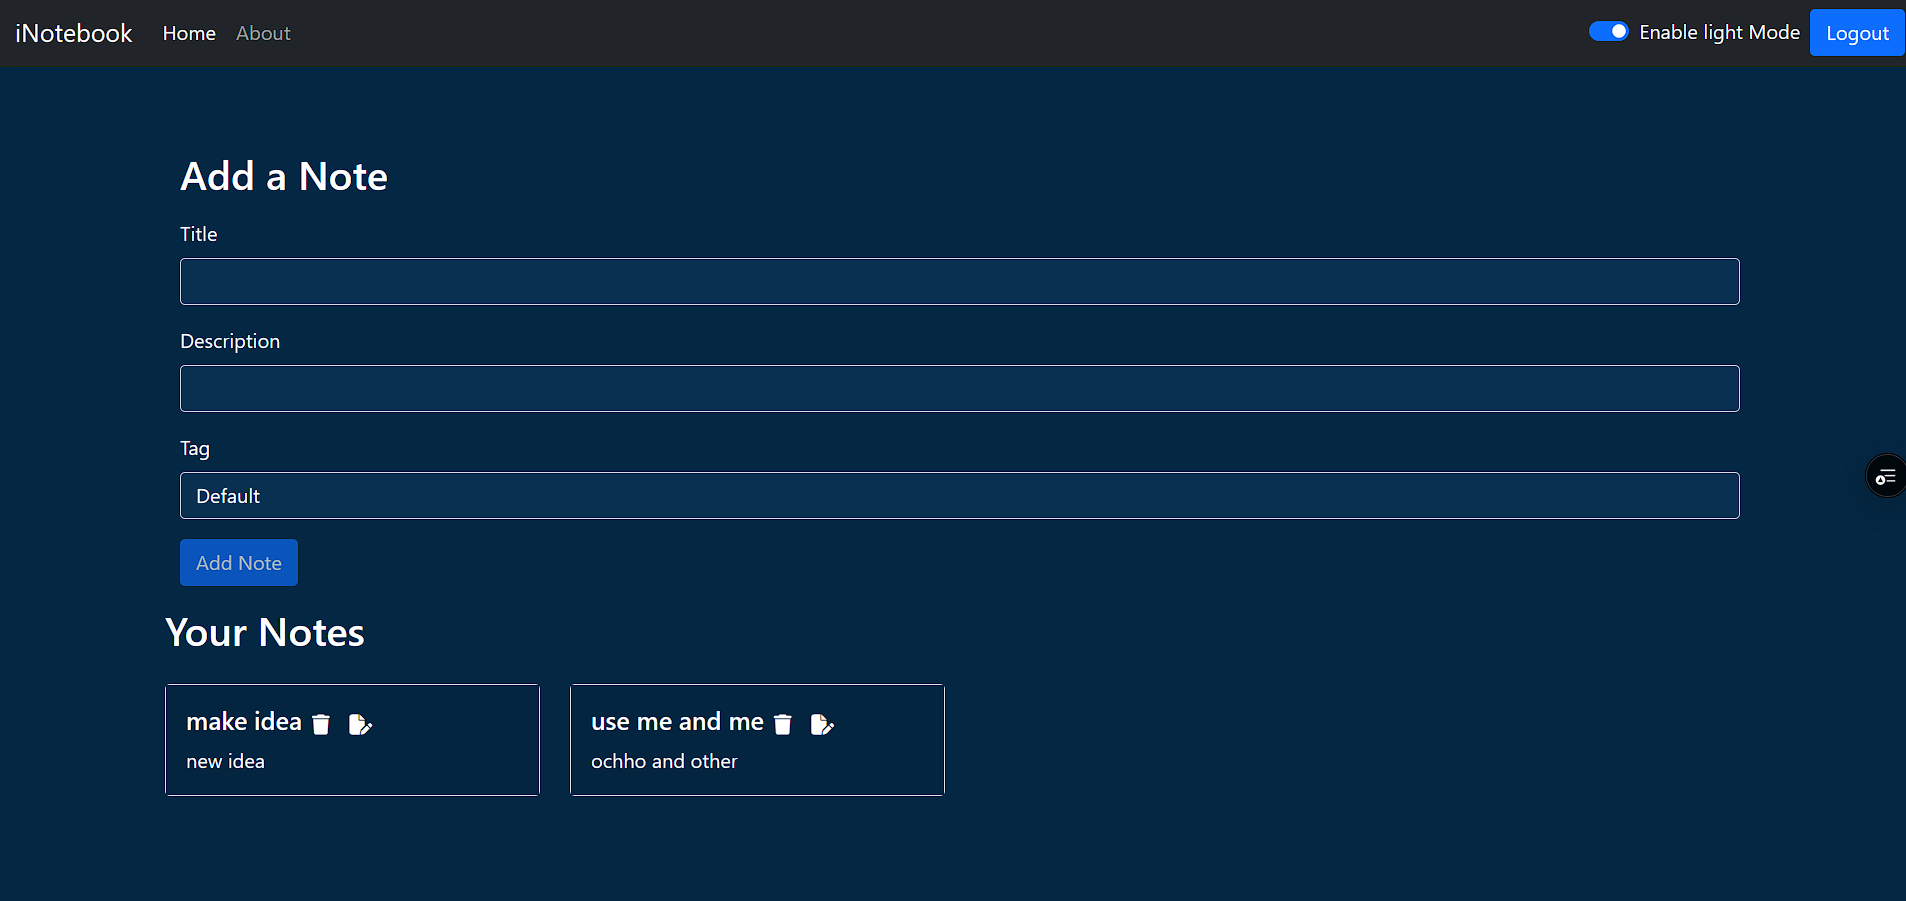 iNotebook Home About Enable light Mode Logout
Add a Note
Title
Description
Tag
Default
Add Note
Your Notes
make idea
new idea
use me and me
ochho and other